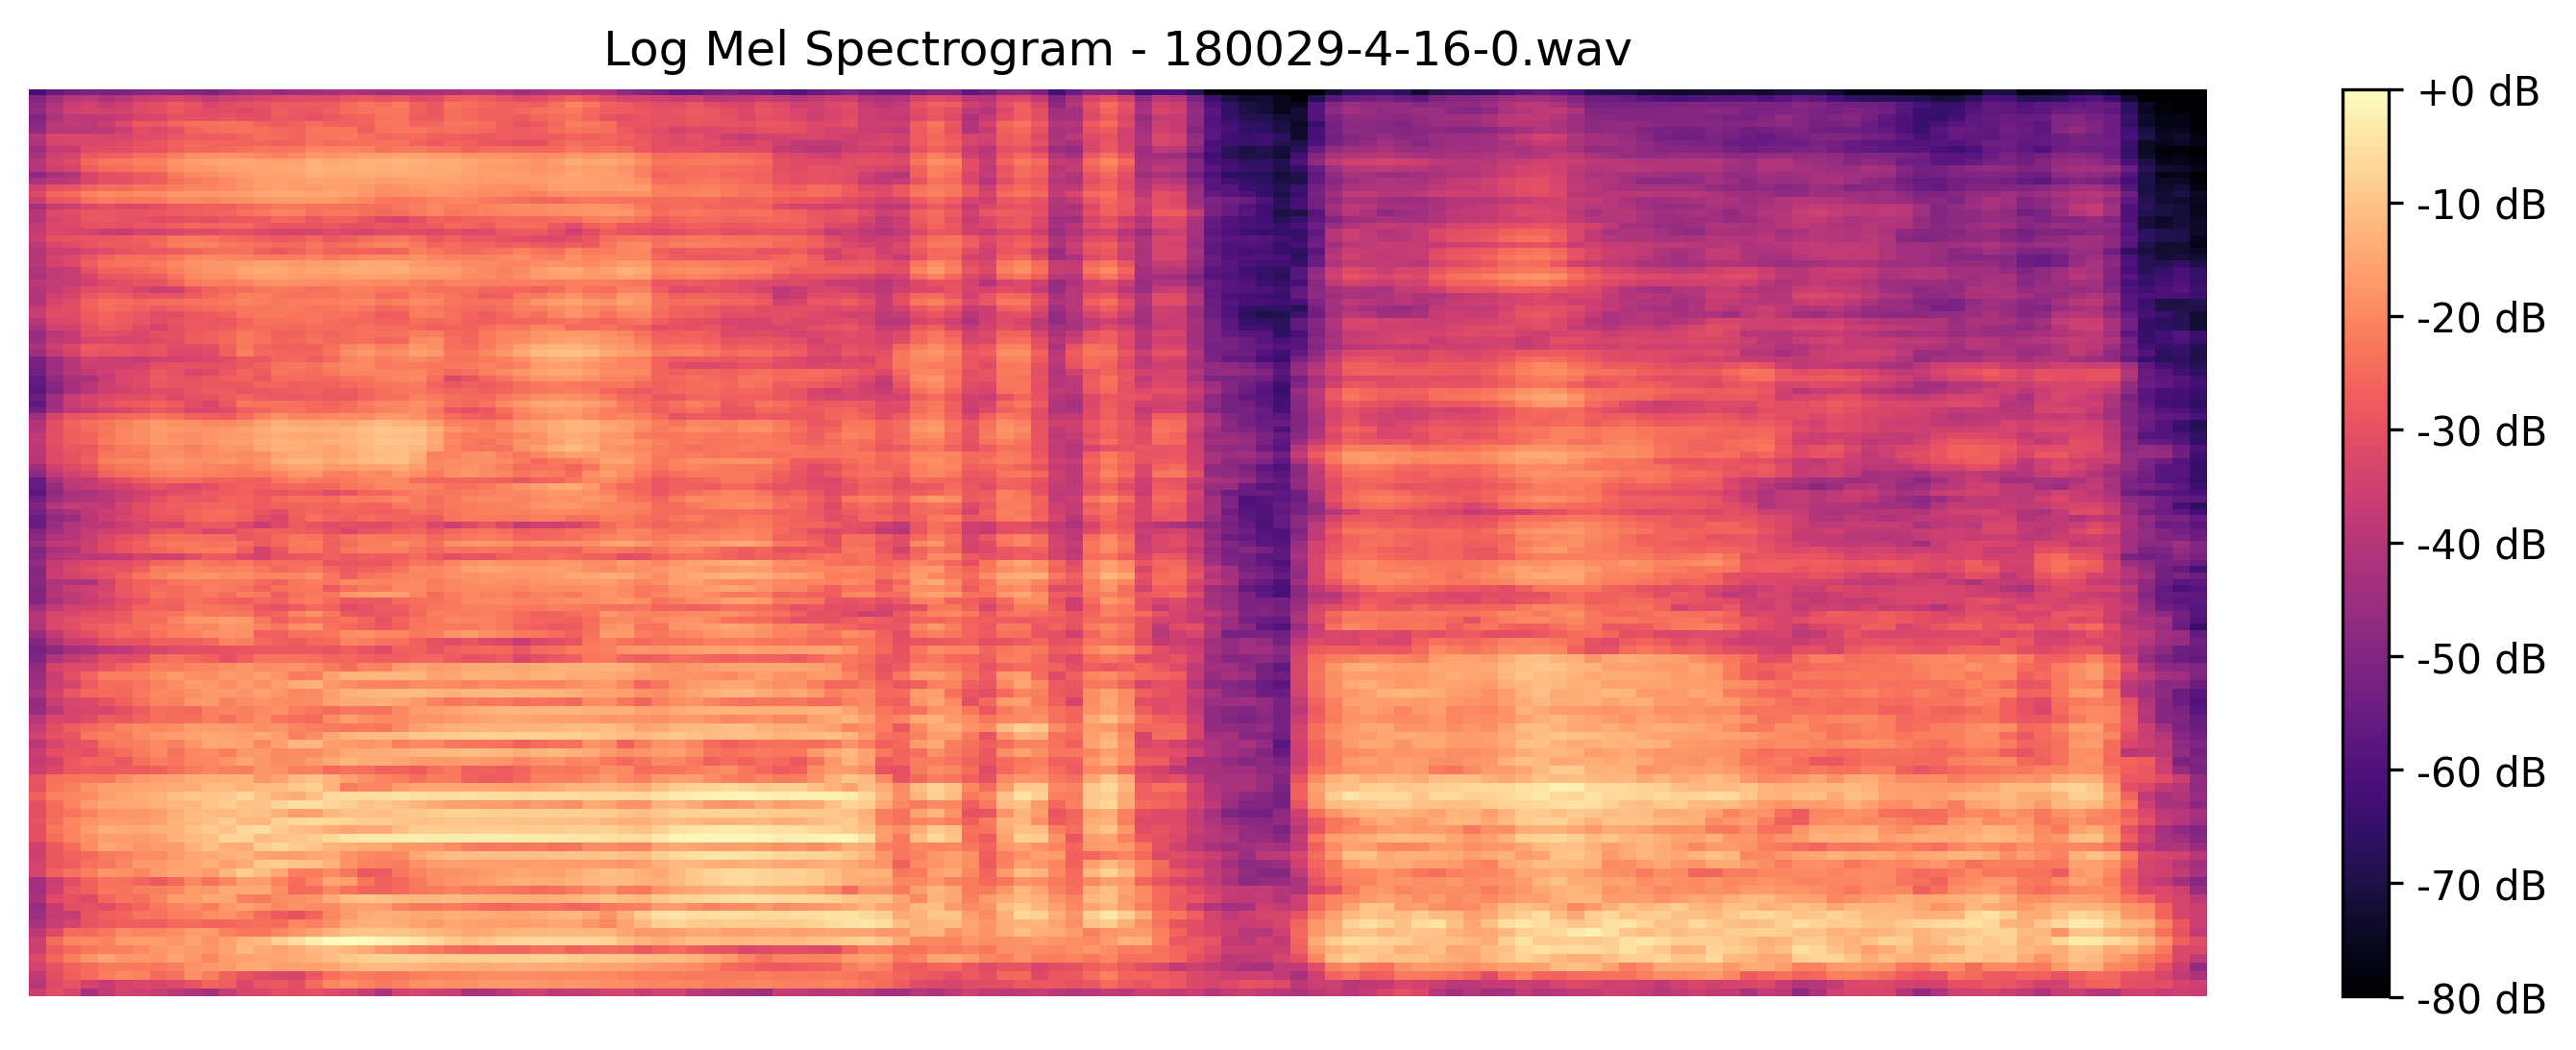 Log Mel Spectrogram - 180029-4-16-0.wav
+0 dB
-10 dB
-20 dB
-30 dB
-40 dB
-50 dB
-60 dB
-70 dB
-80 dB